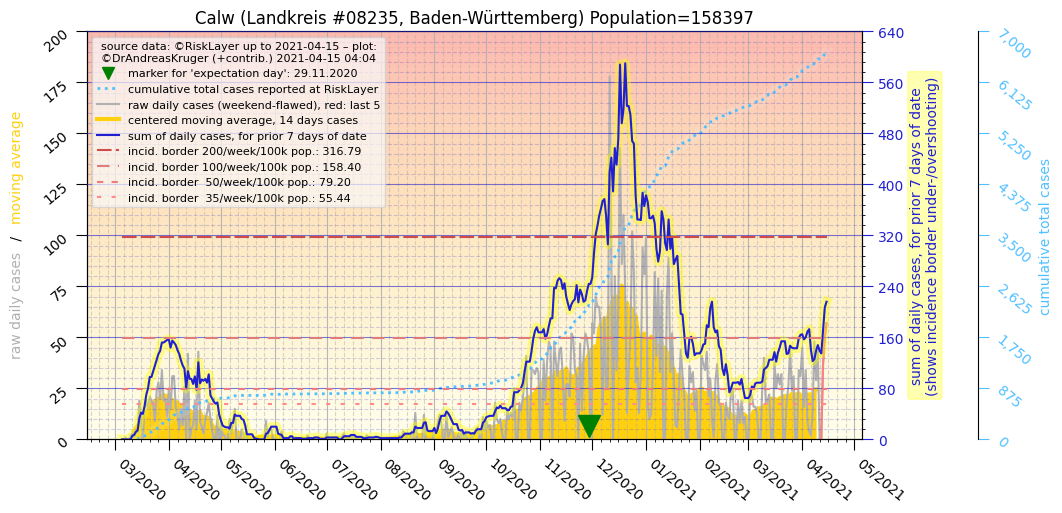 Calw (Landkreis #08235, Baden-Württemberg) Population=158397
source data: ©RiskLayer up to 2021-04-15 – plot:
©DrAndreasKruger (+contrib.) 2021-04-15 04:04
marker for 'expectation day': 29.11.2020
cumulative total cases reported at RiskLayer
raw daily cases (weekend-flawed), red: last 5
centered moving average, 14 days cases
sum of daily cases, for prior 7 days of date
incid. border 200/week/100k pop.: 316.79
incid. border 100/week/100k pop.: 158.40
incid. border  50/week/100k pop.: 79.20
incid. border  35/week/100k pop.: 55.44
raw daily cases / moving average
200
175
150
125
100
75
50
25
0
03/2020
04/2020
05/2020
06/2020
07/2020
08/2020
09/2020
10/2020
11/2020
12/2020
01/2021
02/2021
03/2021
04/2021
05/2021
640
560
480
400
320
240
160
80
0
sum of daily cases, for prior 7 days of date
(shows incidence border under-/overshooting)
7,000
6,125
5,250
4,375
3,500
2,625
1,750
875
0
cumulative total cases